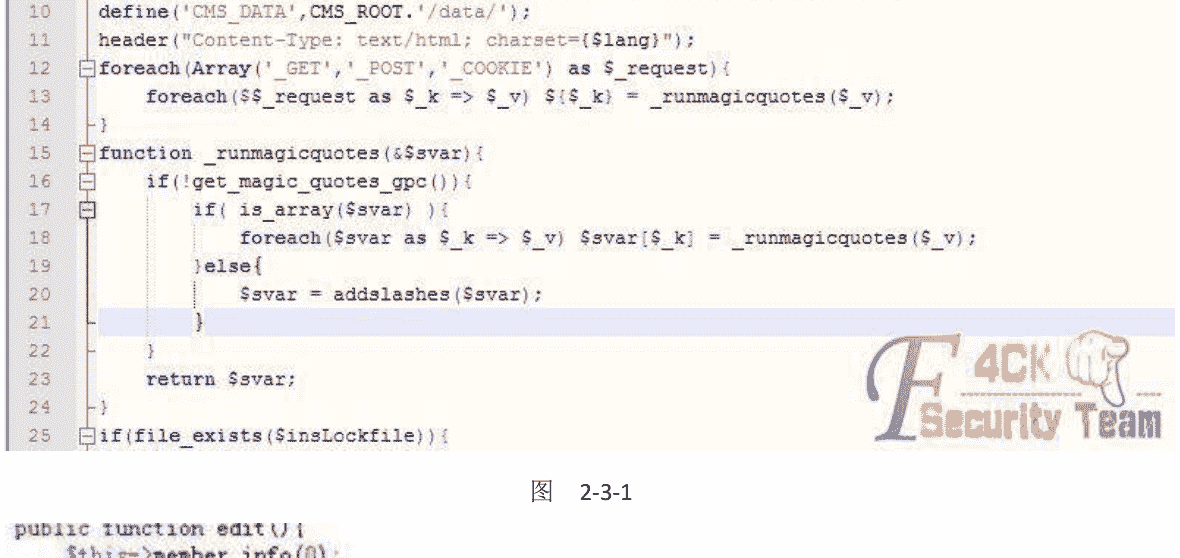 10 define('CMS_DATA',CMS_ROOT.'/data/');
11 header("Content-Type: text/html; charset={$lang}");
12 foreach(Array('_GET','_POST','_COOKIE') as $_request){
13 foreach($$_request as $_k => $_v) ${$_k} = _runmagicquotes($_v);
14 }
15 function _runmagicquotes(&$svar){
16 if(!get_magic_quotes_gpc()){
17 if( is_array($svar) ){
18 foreach($svar as $_k => $_v) $svar[$_k] = _runmagicquotes($_v);
19 }else{
20 $svar = addslashes($svar);
21 }
22 }
23 return $svar;
24 }
25 if(file_exists($insLockfile)){
F4CK
Security Team
图 2-3-1
public function edit(){
$this->member_info(0);